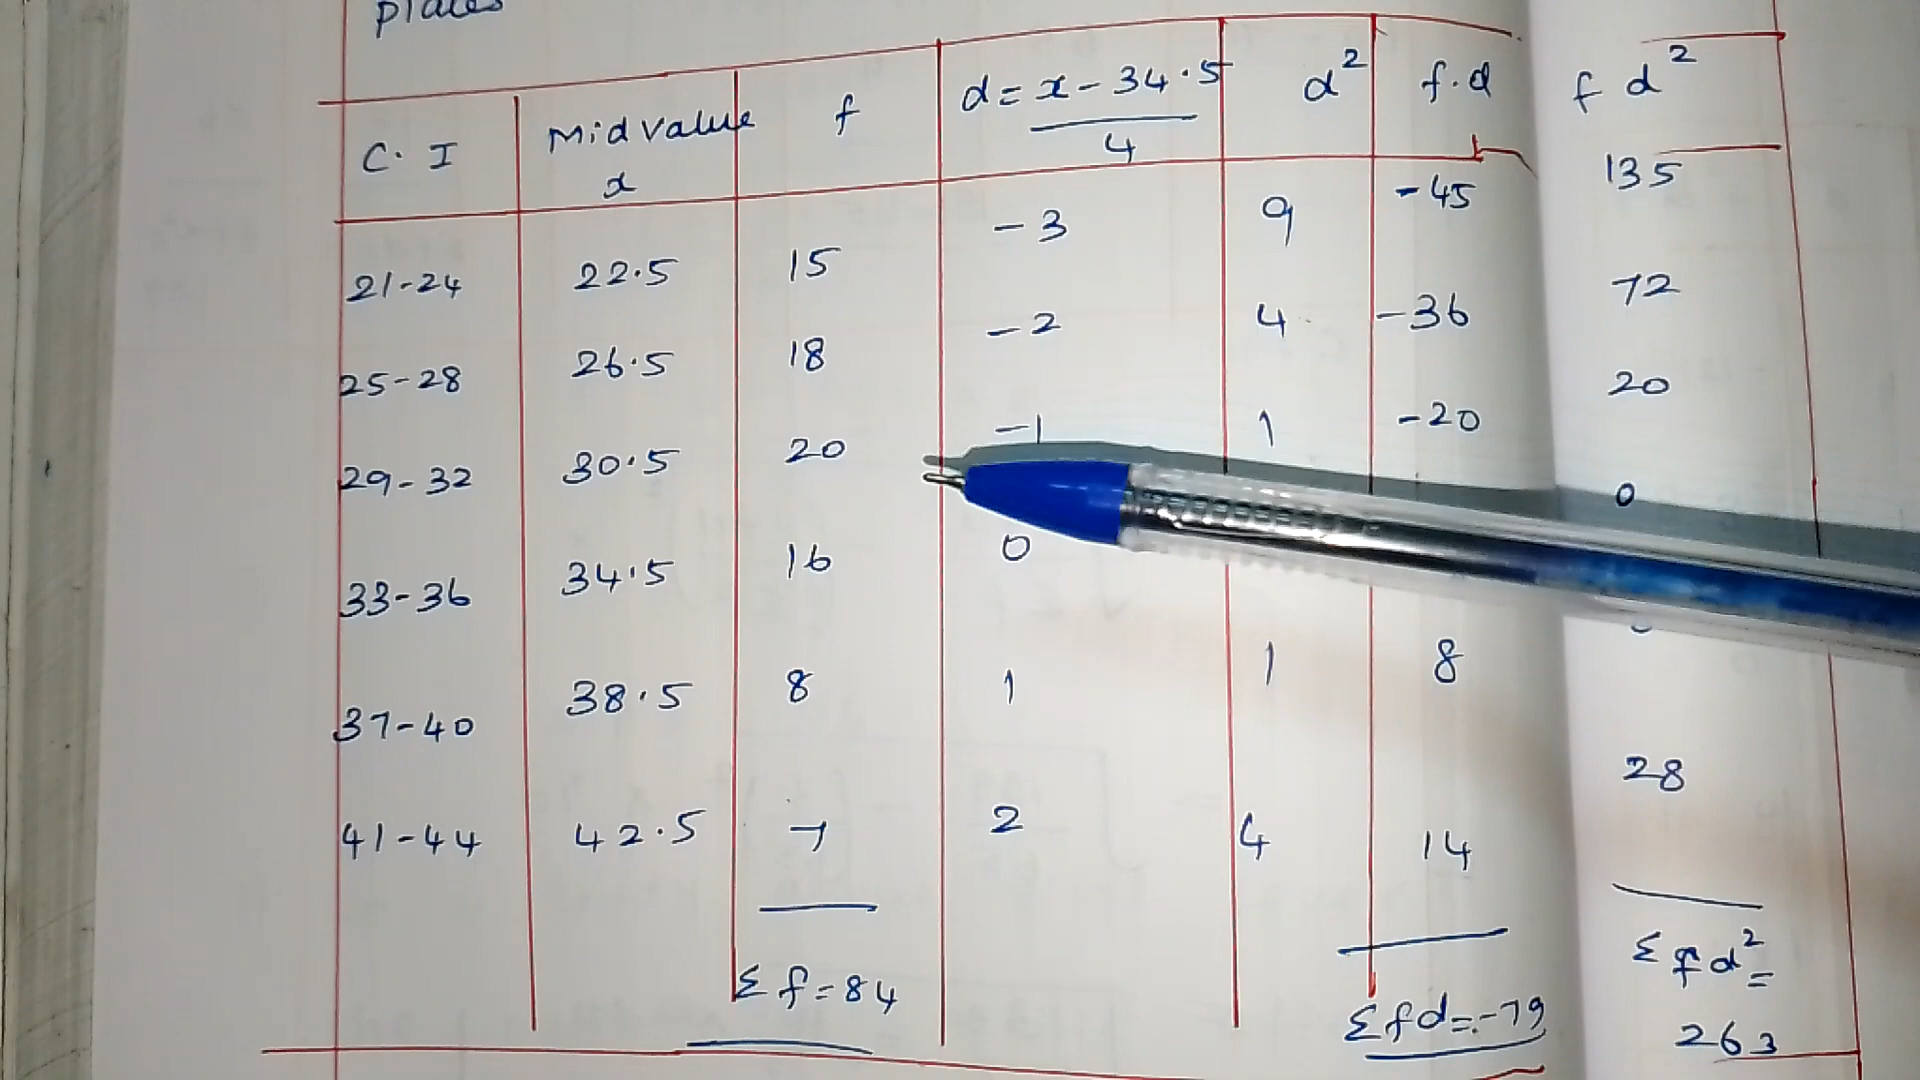 places
C.I Mid value x f d = x - 34.5 / 4 d² f.d f d²
21-24 22.5 15 -3 9 -45 135
25-28 26.5 18 -2 4 -36 72
29-32 30.5 20 -1 1 -20 20
33-36 34.5 16 0 0
37-40 38.5 8 1 1 8
41-44 42.5 7 2 4 14 28
Σf=84 Σfd=-79 Σfd²=
263